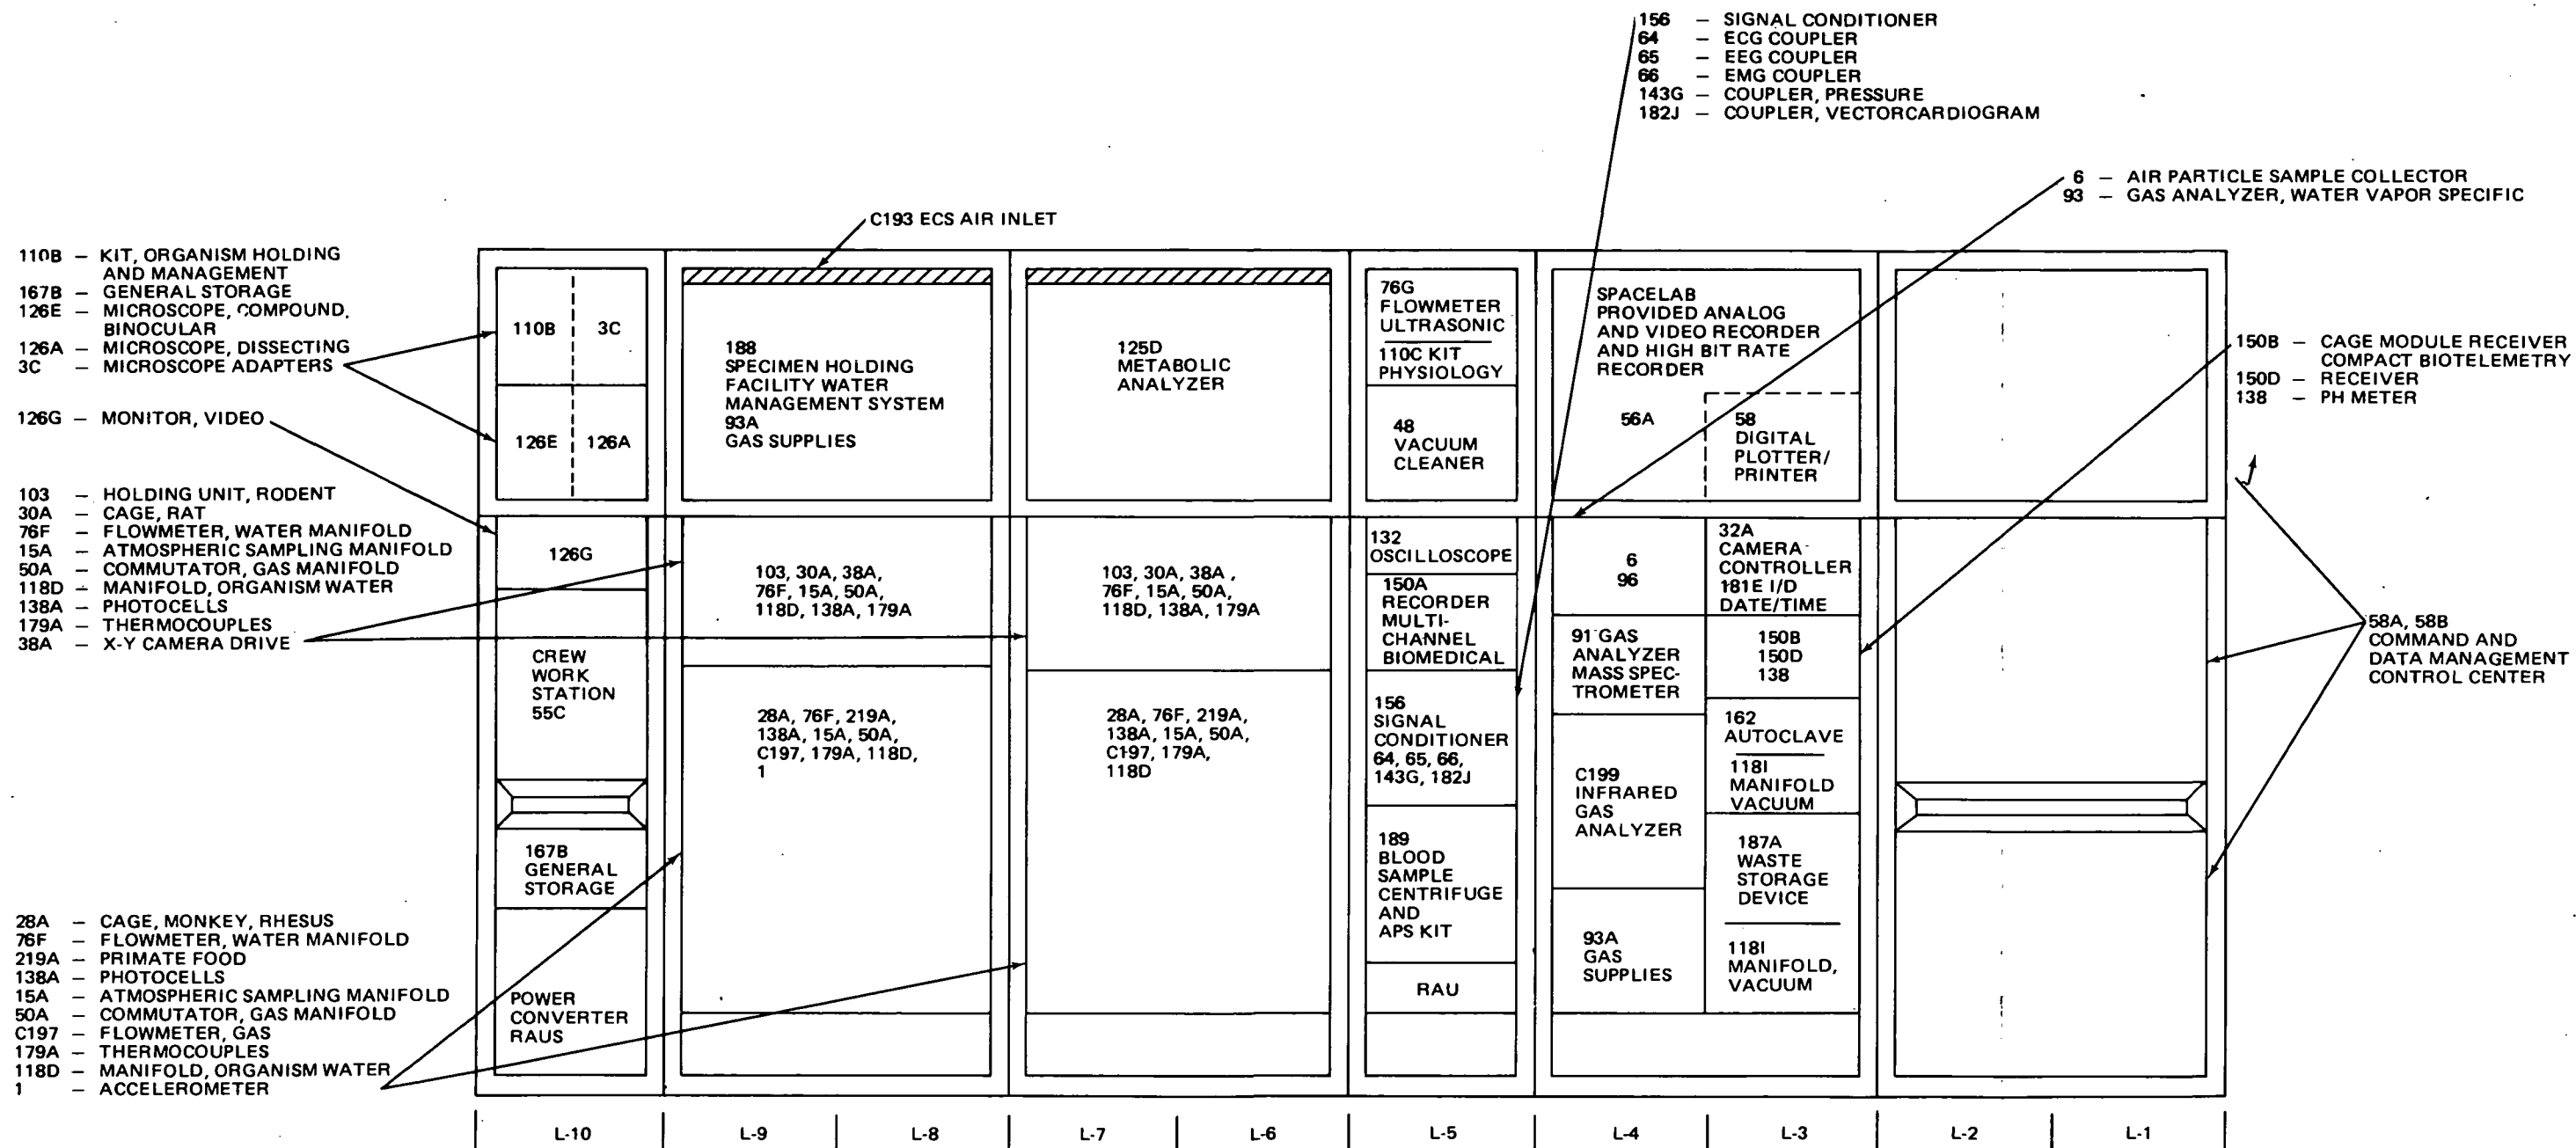 156 – SIGNAL CONDITIONER
64 – ECG COUPLER
65 – EEG COUPLER
66 – EMG COUPLER
143G – COUPLER, PRESSURE
182J – COUPLER, VECTORCARDIOGRAM
6 – AIR PARTICLE SAMPLE COLLECTOR
93 – GAS ANALYZER, WATER VAPOR SPECIFIC
C193 ECS AIR INLET
110B – KIT, ORGANISM HOLDING
AND MANAGEMENT
167B – GENERAL STORAGE
126E – MICROSCOPE, COMPOUND,
BINOCULAR
126A – MICROSCOPE, DISSECTING
3C – MICROSCOPE ADAPTERS
126G – MONITOR, VIDEO
103 – HOLDING UNIT, RODENT
30A – CAGE, RAT
76F – FLOWMETER, WATER MANIFOLD
15A – ATMOSPHERIC SAMPLING MANIFOLD
50A – COMMUTATOR, GAS MANIFOLD
118D – MANIFOLD, ORGANISM WATER
138A – PHOTOCELLS
179A – THERMOCOUPLES
38A – X-Y CAMERA DRIVE
28A – CAGE, MONKEY, RHESUS
76F – FLOWMETER, WATER MANIFOLD
219A – PRIMATE FOOD
138A – PHOTOCELLS
15A – ATMOSPHERIC SAMPLING MANIFOLD
50A – COMMUTATOR, GAS MANIFOLD
C197 – FLOWMETER, GAS
179A – THERMOCOUPLES
118D – MANIFOLD, ORGANISM WATER
1 – ACCELEROMETER
110B 3C
126E 126A
126G
CREW
WORK
STATION
55C
167B
GENERAL
STORAGE
POWER
CONVERTER
RAUS
188
SPECIMEN HOLDING
FACILITY WATER
MANAGEMENT SYSTEM
93A
GAS SUPPLIES
103, 30A, 38A,
76F, 15A, 50A,
118D, 138A, 179A
28A, 76F, 219A,
138A, 15A, 50A,
C197, 179A, 118D,
1
125D
METABOLIC
ANALYZER
103, 30A, 38A,
76F, 15A, 50A,
118D, 138A, 179A
28A, 76F, 219A,
138A, 15A, 50A,
C197, 179A,
118D
76G
FLOWMETER
ULTRASONIC
110C KIT
PHYSIOLOGY
48
VACUUM
CLEANER
132
OSCILLOSCOPE
150A
RECORDER
MULTI-
CHANNEL
BIOMEDICAL
156
SIGNAL
CONDITIONER
64, 65, 66,
143G, 182J
189
BLOOD
SAMPLE
CENTRIFUGE
AND
APS KIT
RAU
SPACELAB
PROVIDED ANALOG
AND VIDEO RECORDER
AND HIGH BIT RATE
RECORDER
56A
58
DIGITAL
PLOTTER/
PRINTER
6
96
91 GAS
ANALYZER
MASS SPEC-
TROMETER
C199
INFRARED
GAS
ANALYZER
93A
GAS
SUPPLIES
32A
CAMERA
CONTROLLER
181E I/D
DATE/TIME
150B
150D
138
162
AUTOCLAVE
118I
MANIFOLD
VACUUM
187A
WASTE
STORAGE
DEVICE
118I
MANIFOLD,
VACUUM
150B – CAGE MODULE RECEIVER
COMPACT BIOTELEMETRY
150D – RECEIVER
138 – PH METER
58A, 58B
COMMAND AND
DATA MANAGEMENT
CONTROL CENTER
L-10 L-9 L-8 L-7 L-6 L-5 L-4 L-3 L-2 L-1